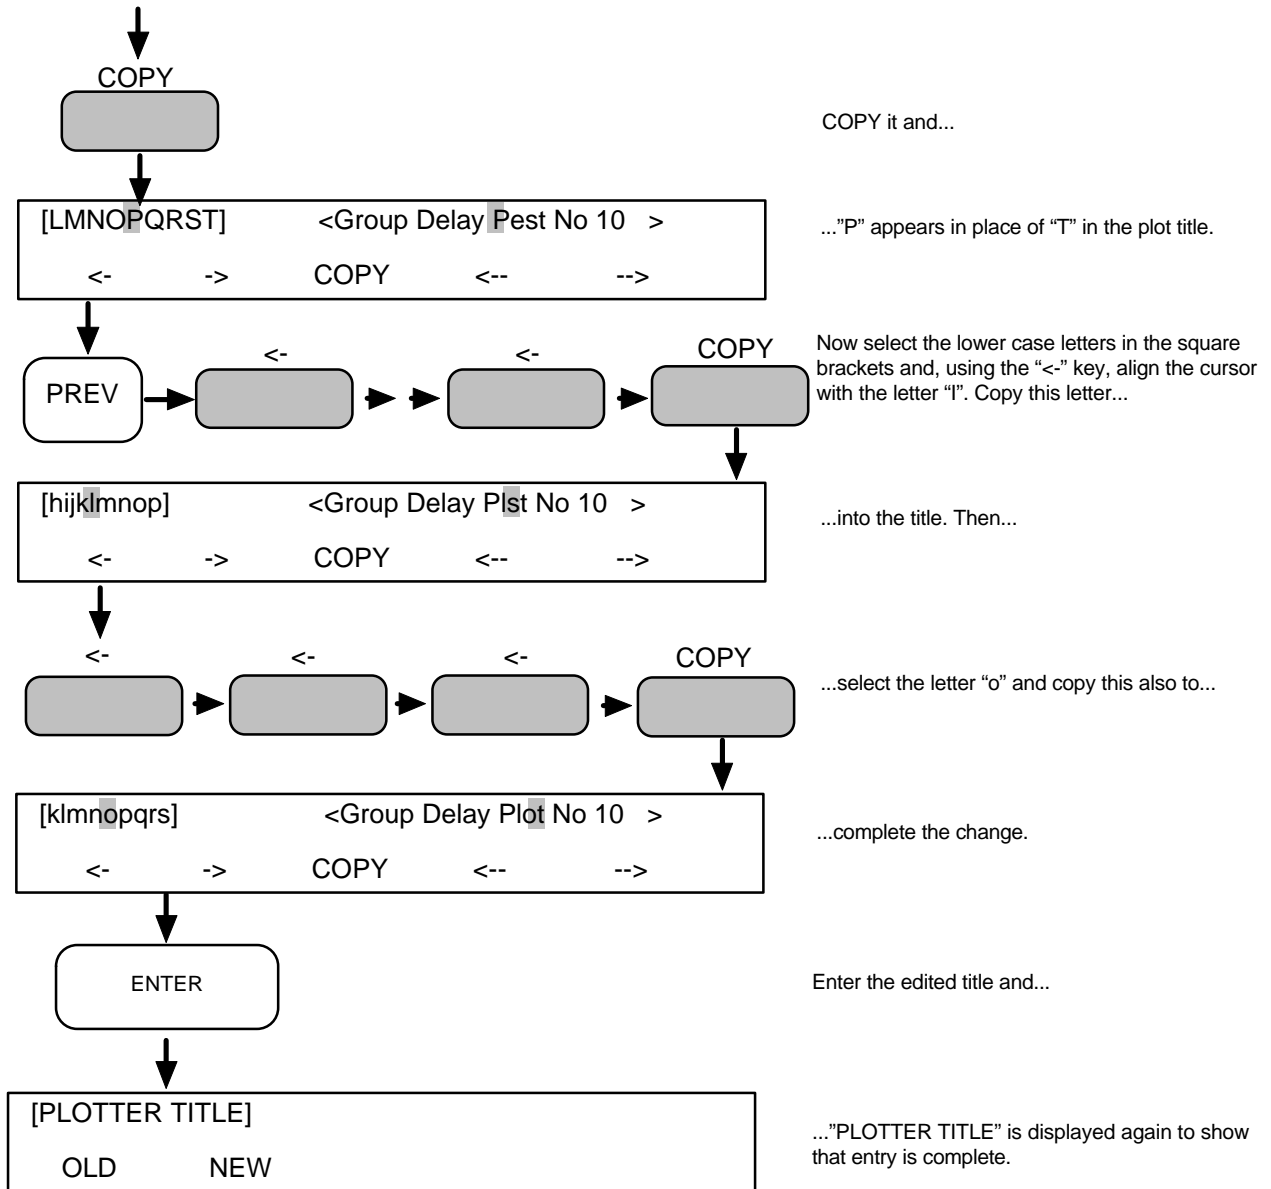 COPY
COPY it and...
[LMNOPQRST] <Group Delay Pest No 10 >
<- -> COPY <-- -->
..."P" appears in place of “T” in the plot title.
PREV
<- <- COPY
Now select the lower case letters in the square
brackets and, using the “<-” key, align the cursor
with the letter “l”. Copy this letter...
[hijklmnop] <Group Delay Plst No 10 >
<- -> COPY <-- -->
...into the title. Then...
<- <- <- COPY
...select the letter “o” and copy this also to...
[klmnopqrs] <Group Delay Plot No 10 >
<- -> COPY <-- -->
...complete the change.
ENTER
Enter the edited title and...
[PLOTTER TITLE]
OLD NEW
..."PLOTTER TITLE” is displayed again to show
that entry is complete.